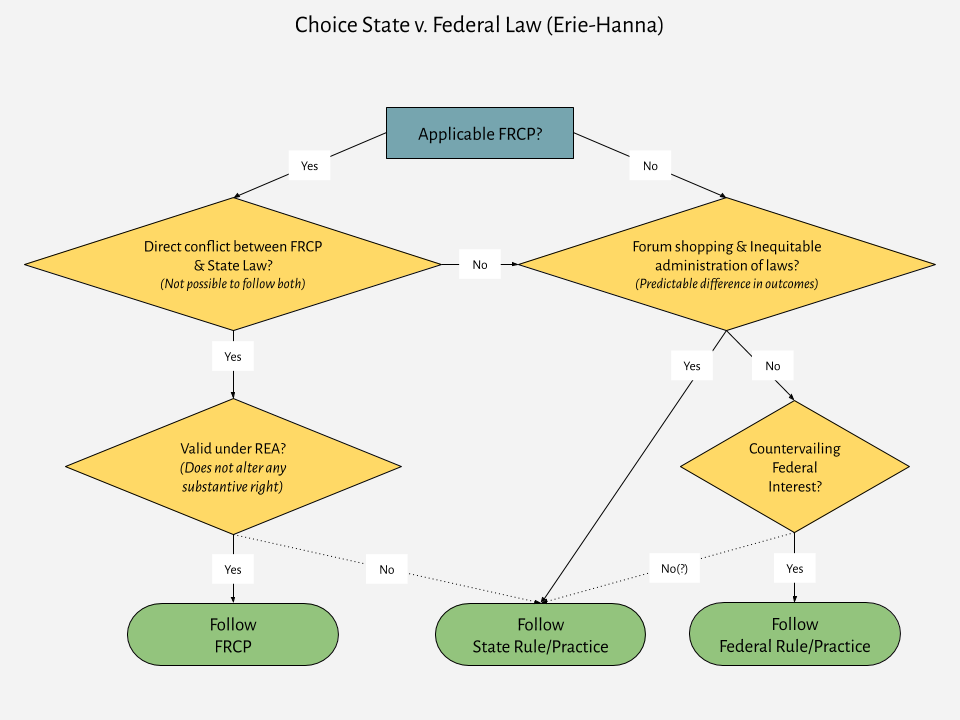 Choice State v. Federal Law (Erie-Hanna)
Applicable FRCP?
Yes
No
Direct conflict between FRCP
& State Law?
(Not possible to follow both)
No
Forum shopping & Inequitable
administration of laws?
(Predictable difference in outcomes)
Yes
Yes
No
Valid under REA?
(Does not alter any
substantive right)
Countervailing
Federal
Interest?
Yes
No
No(?)
Yes
Follow
FRCP
Follow
State Rule/Practice
Follow
Federal Rule/Practice